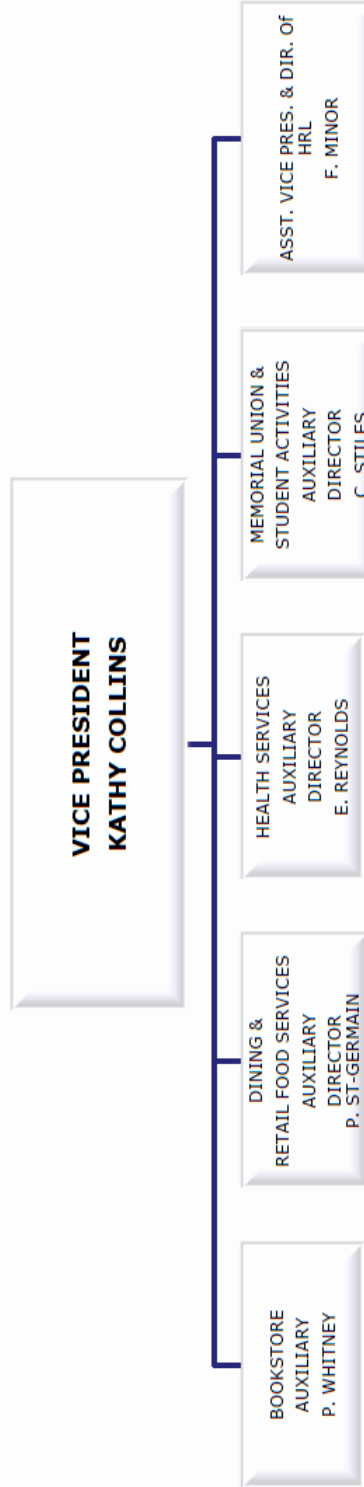 VICE PRESIDENT
KATHY COLLINS
BOOKSTORE
AUXILIARY
P. WHITNEY
DINING &
RETAIL FOOD SERVICES
AUXILIARY
DIRECTOR
P. ST-GERMAIN
HEALTH SERVICES
AUXILIARY
DIRECTOR
E. REYNOLDS
MEMORIAL UNION &
STUDENT ACTIVITIES
AUXILIARY
DIRECTOR
C. STILES
ASST. VICE PRES. & DIR. Of
HRL
F. MINOR